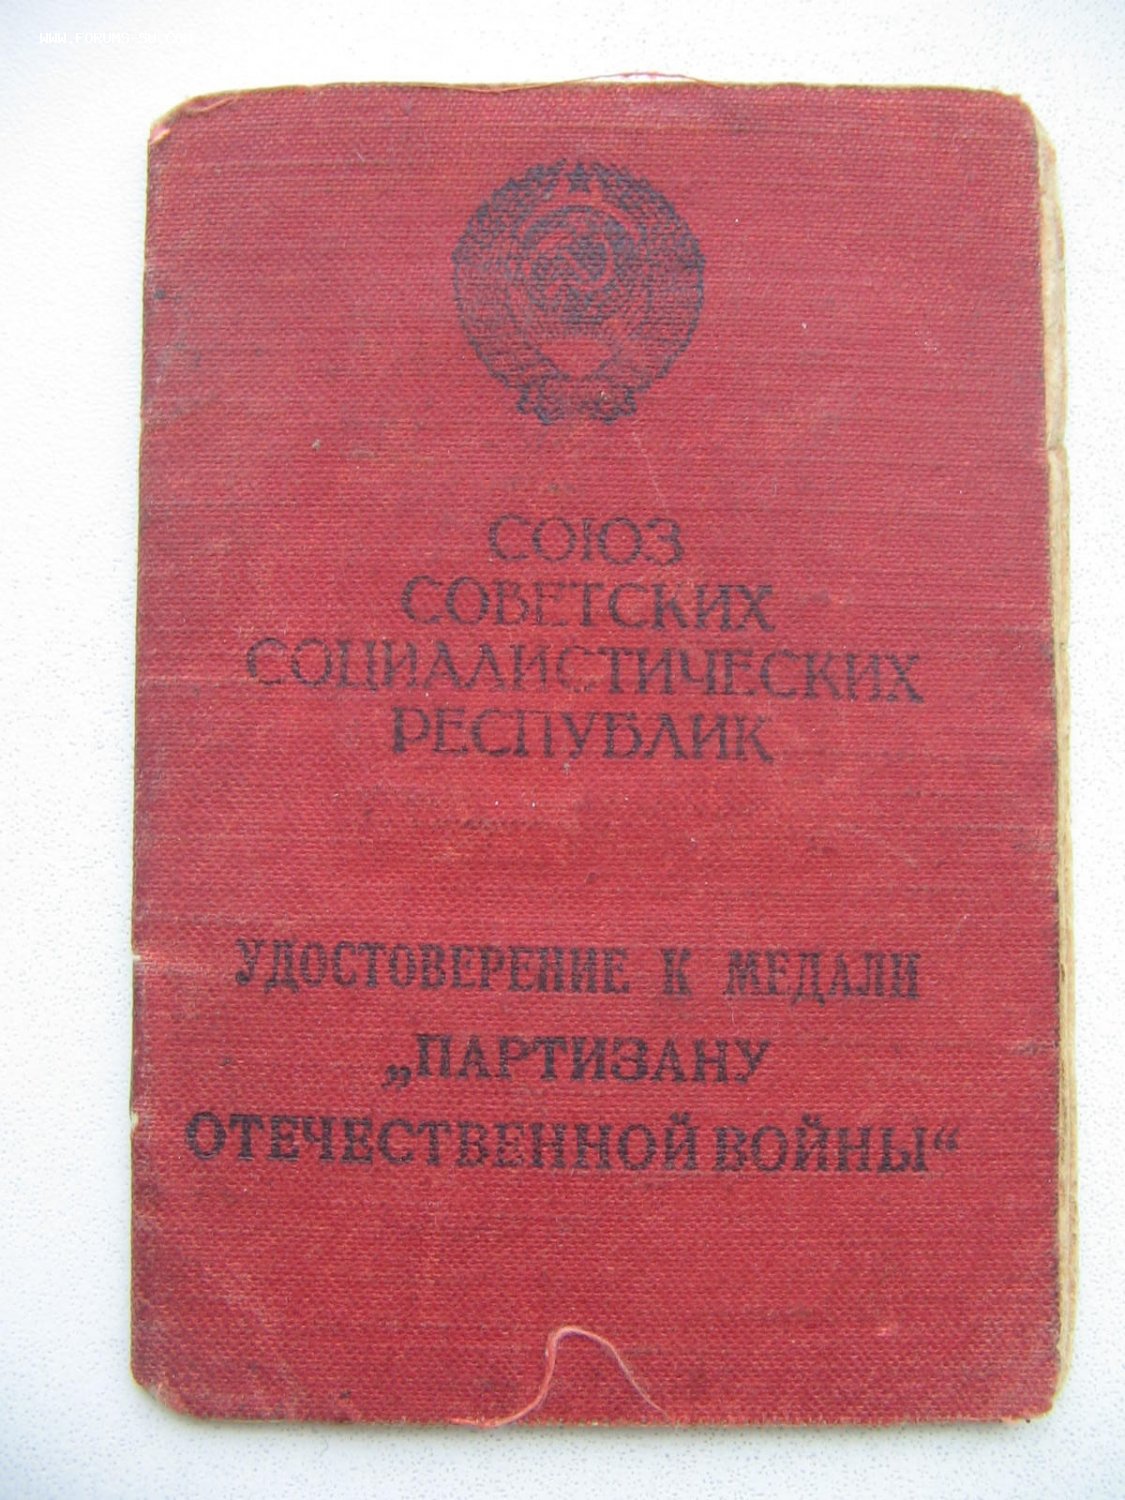 WWW.FORUMS-SU.COM
СОЮЗ
СОВЕТСКИХ
СОЦИАЛИСТИЧЕСКИХ
РЕСПУБЛИК
УДОСТОВЕРЕНИЕ К МЕДАЛИ
„ПАРТИЗАНУ
ОТЕЧЕСТВЕННОЙ ВОЙНЫ“